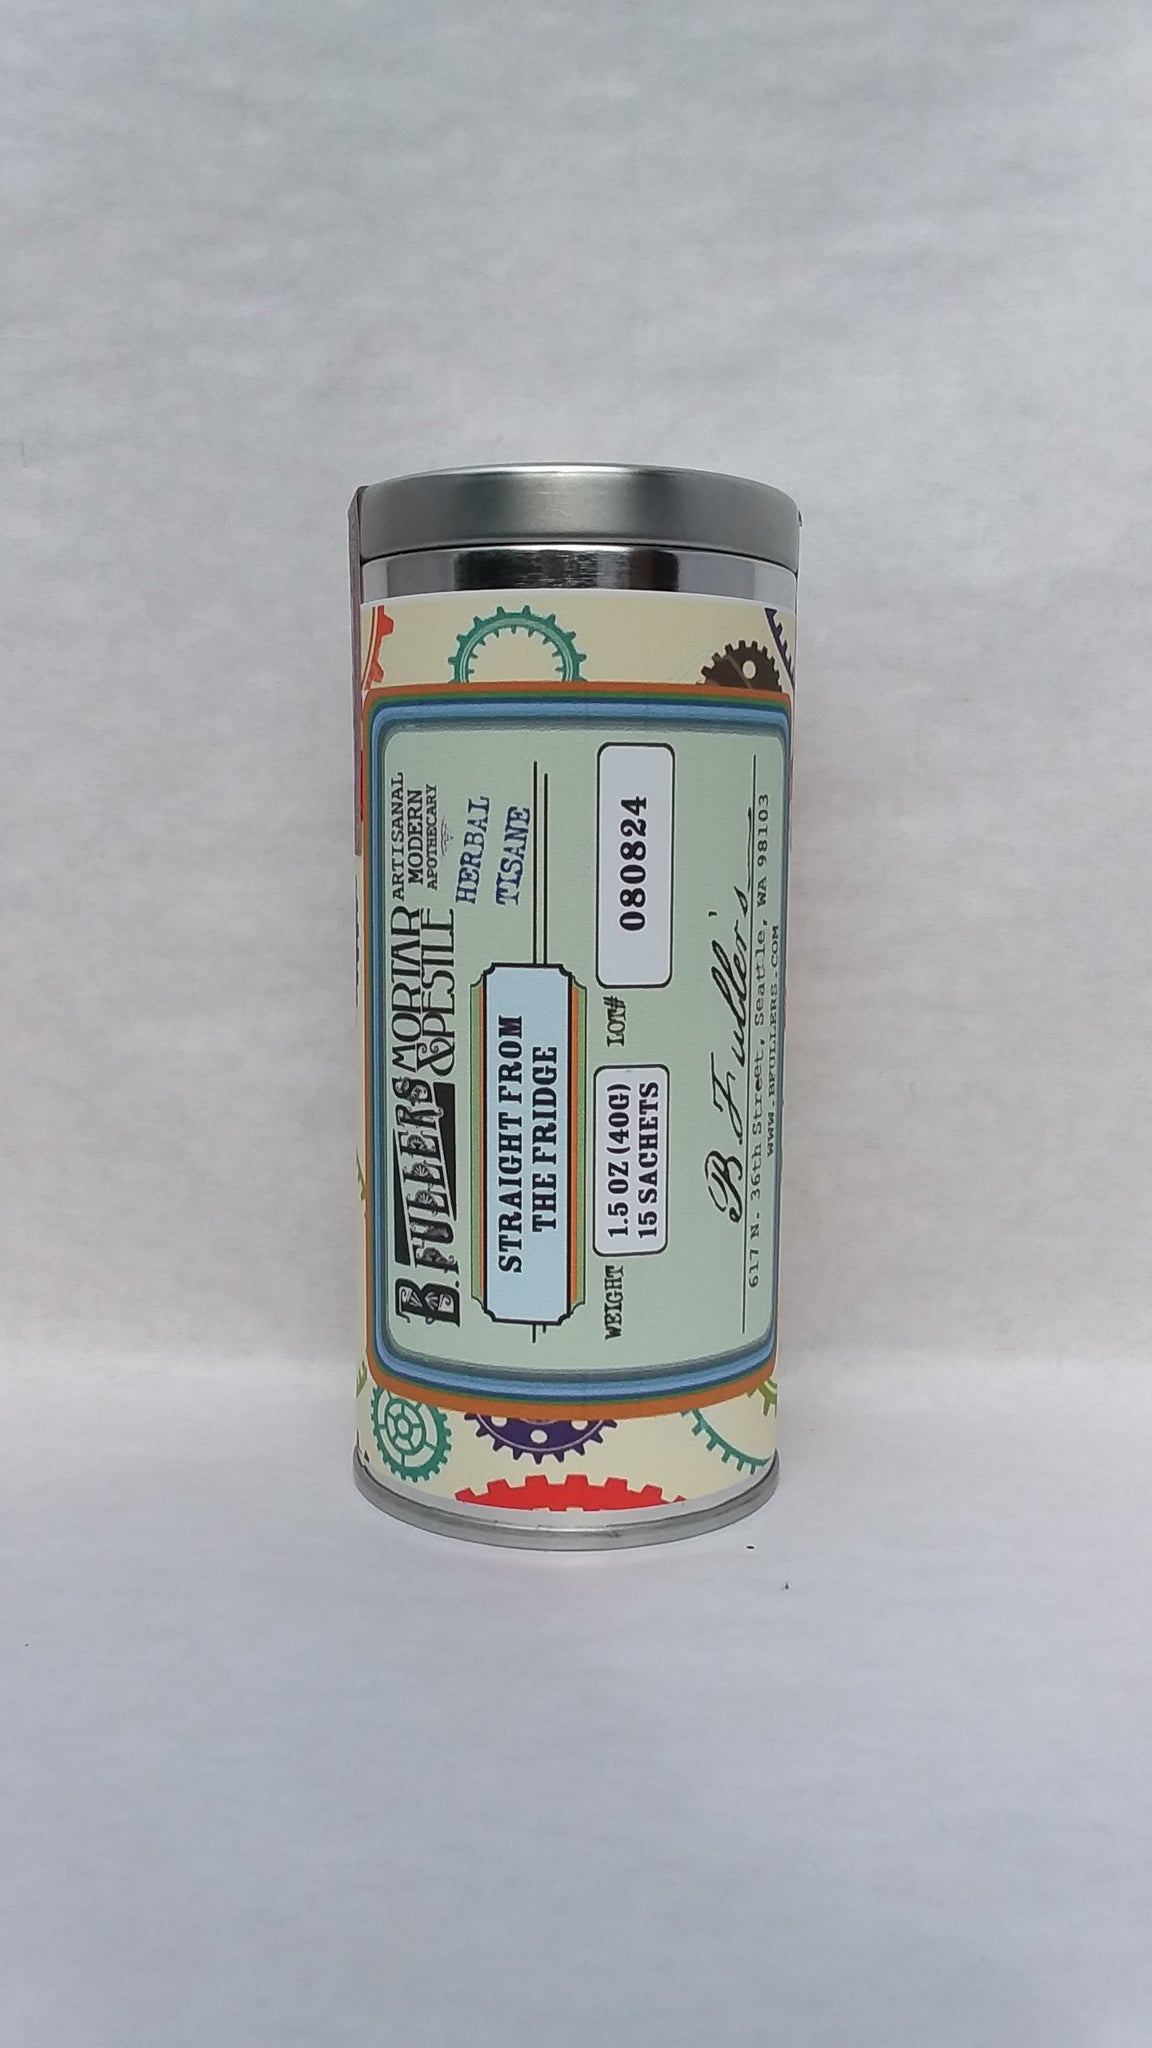 B. FULLERS MORTAR & PESTLE
ARTISANAL
MODERN
APOTHECARY
HERBAL
TISANE
STRAIGHT FROM
THE FRIDGE
WEIGHT
1.5 OZ (40G)
15 SACHETS
LOT#
080824
B. Fuller's
617 N. 36th Street, Seattle, WA 98103
WWW.BFULLERS.COM